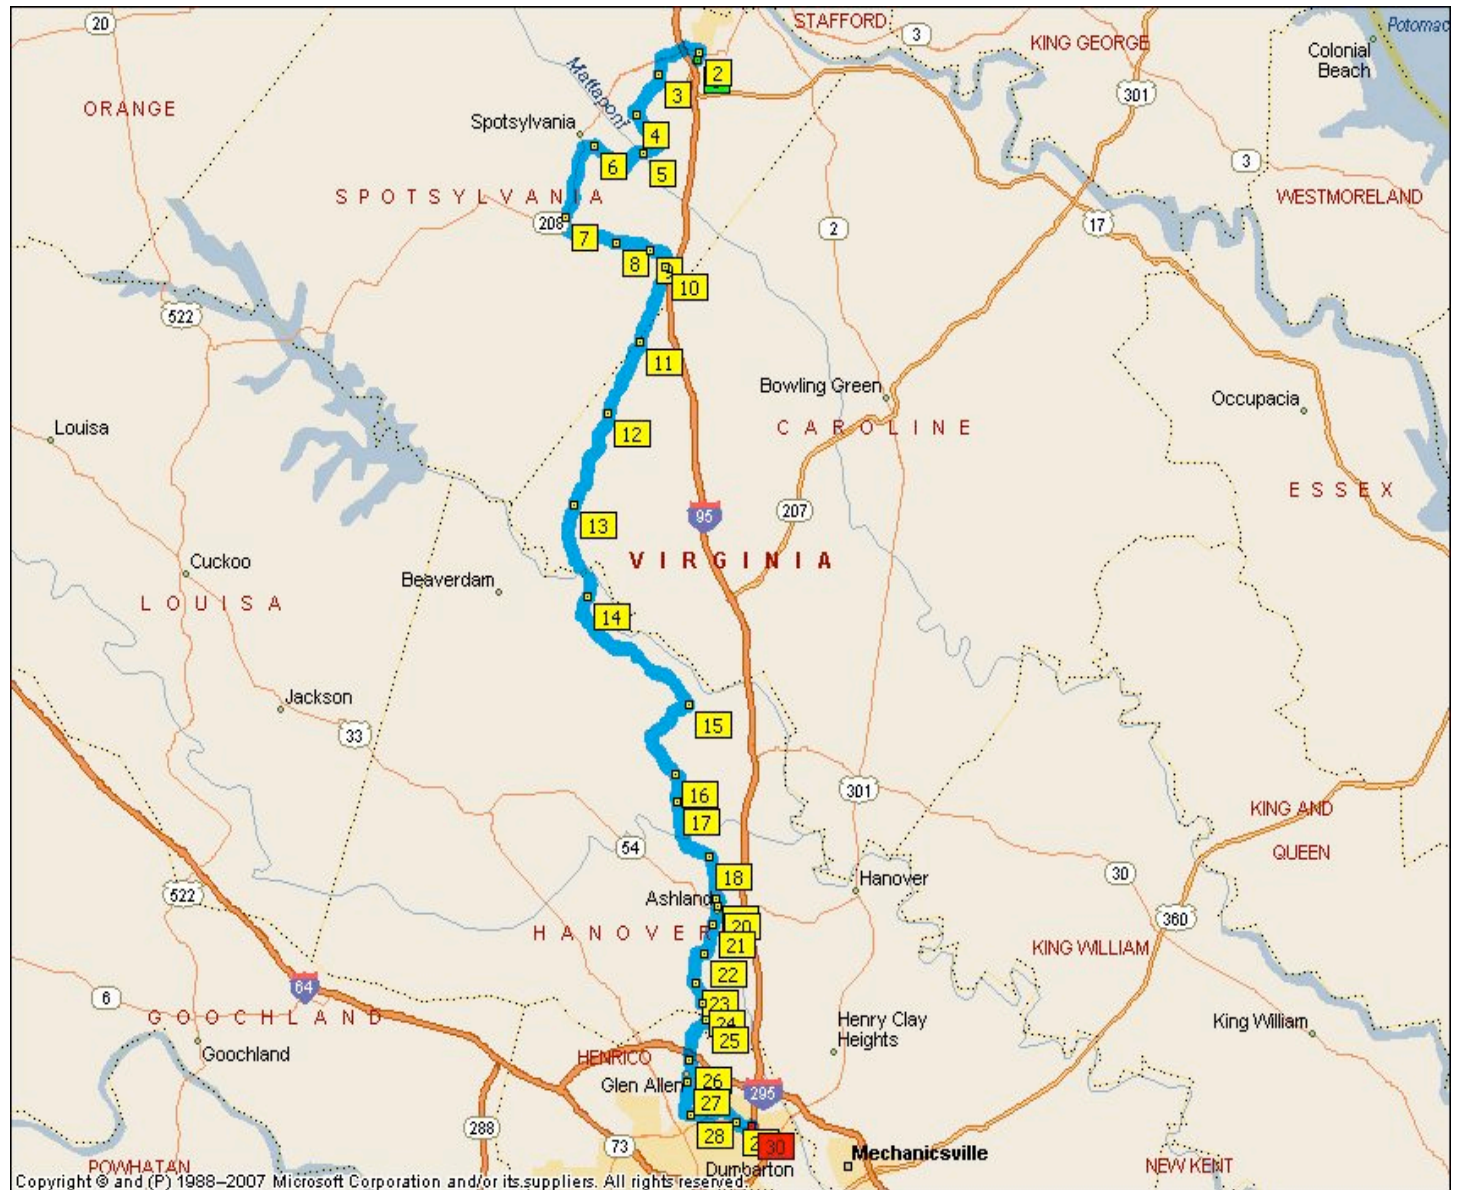 20
STAFFORD
3
KING GEORGE
Potomac
Colonial
Beach
ORANGE
Mattaponi
2
3
301
Spotsylvania
4
6
5
3
SPOTSYLVANIA
WESTMORELAND
208
7
2
17
8
10
522
11
Bowling Green
Occupacia
Louisa
12
CAROLINE
ESSEX
95
207
13
Cuckoo
Beaverdam
VIRGINIA
LOUISA
14
Jackson
15
33
301
16
KING AND
17
54
QUEEN
18
30
Hanover
522
Ashland
20
360
HANOVER
21
KING WILLIAM
22
64
6
23
GOOCHLAND
24
Henry Clay
Heights
King William
25
Goochland
HENRICO
Glen Allen
26
295
27
288
28
73
30
Mechanicsville
POWHATAN
Dumbarton
NEW KENT
Copyright © and (P) 1988–2007 Microsoft Corporation and/or its suppliers. All rights reserved.